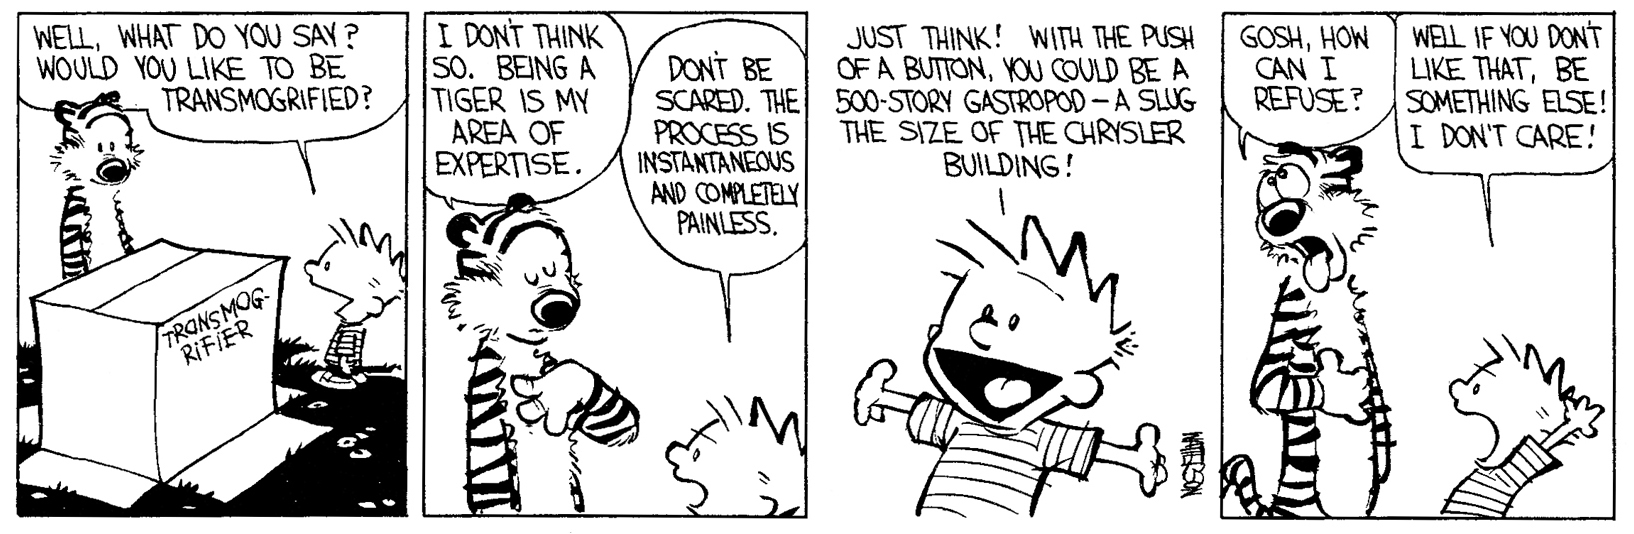 WELL, WHAT DO YOU SAY?
WOULD YOU LIKE TO BE
TRANSMOGRIFIED?
TRANSMOG-
RIFIER
I DON'T THINK
SO. BEING A
TIGER IS MY
AREA OF
EXPERTISE.
DON'T BE
SCARED. THE
PROCESS IS
INSTANTANEOUS
AND COMPLETELY
PAINLESS.
JUST THINK! WITH THE PUSH
OF A BUTTON, YOU COULD BE A
500-STORY GASTROPOD – A SLUG
THE SIZE OF THE CHRYSLER
BUILDING!
WATTERSON
GOSH, HOW
CAN I
REFUSE?
WELL IF YOU DON'T
LIKE THAT, BE
SOMETHING ELSE!
I DON'T CARE!